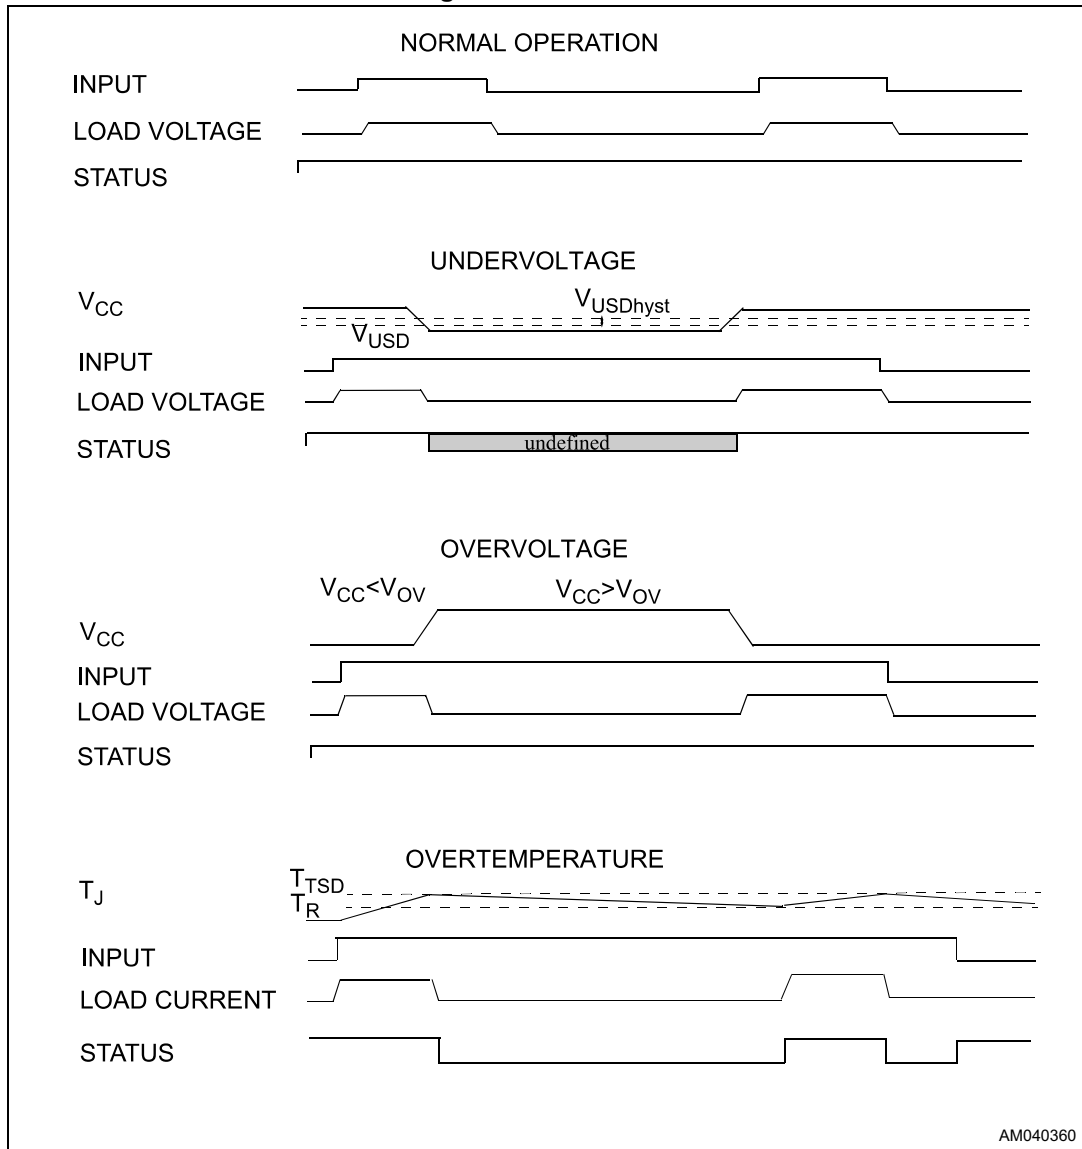 NORMAL OPERATION
INPUT
LOAD VOLTAGE
STATUS
UNDERVOLTAGE
VCC
VUSDhyst
VUSD
INPUT
LOAD VOLTAGE
STATUS
undefined
OVERVOLTAGE
VCC<VOV
VCC>VOV
VCC
INPUT
LOAD VOLTAGE
STATUS
OVERTEMPERATURE
TJ
TTSD
TR
INPUT
LOAD CURRENT
STATUS
AM040360